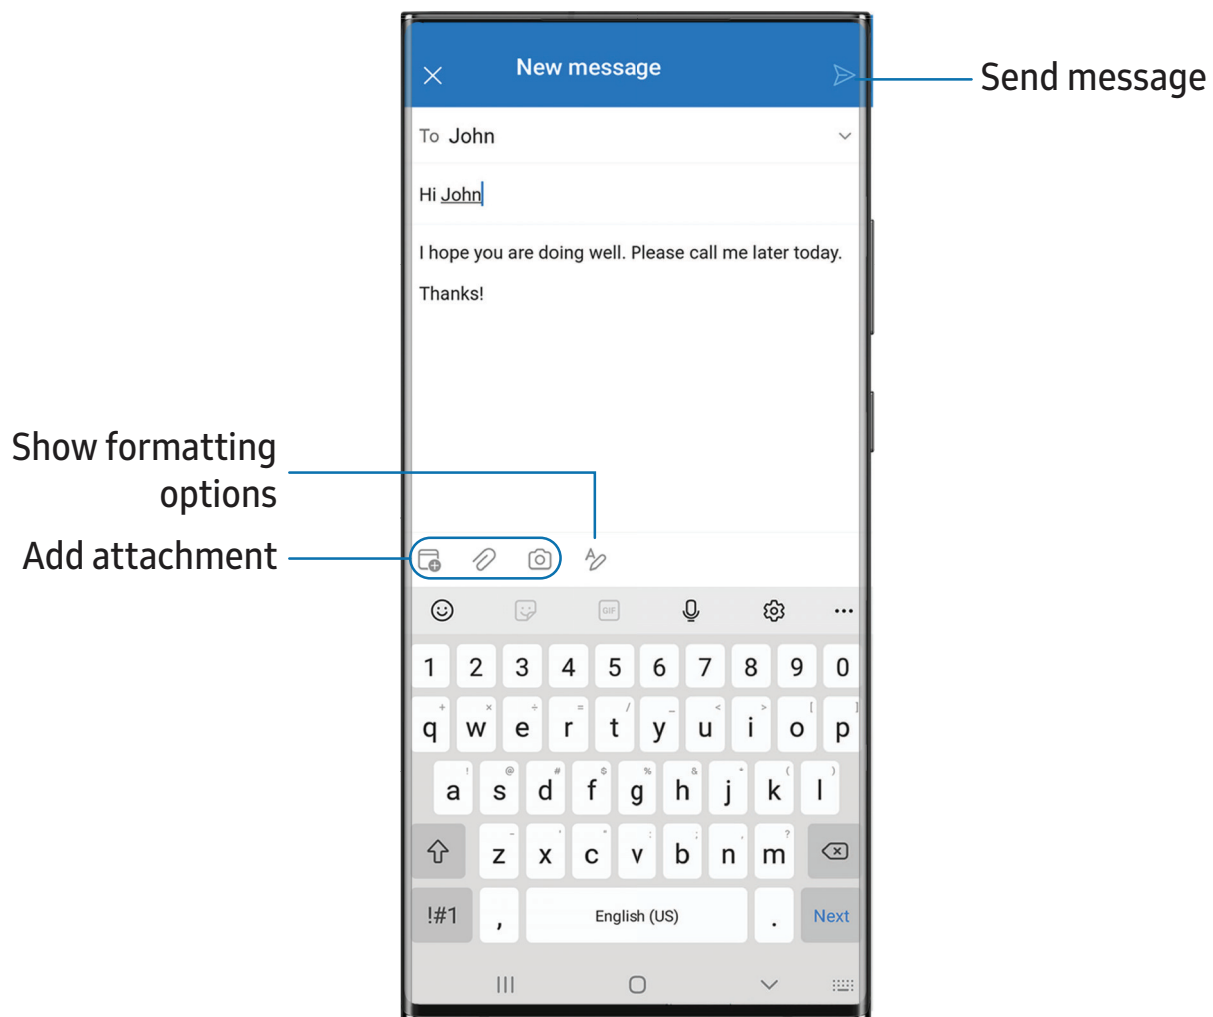 New message
Send message
To John
Hi John
I hope you are doing well. Please call me later today.
Thanks!
Show formatting
options
Add attachment
GIF
1 2 3 4 5 6 7 8 9 0
+ × ÷ = / _ < > [ ]
q w e r t y u i o p
! @ # $ % & * ( )
a s d f g h j k l
- ' " : ; , ?
z x c v b n m
!#1 , English (US) . Next